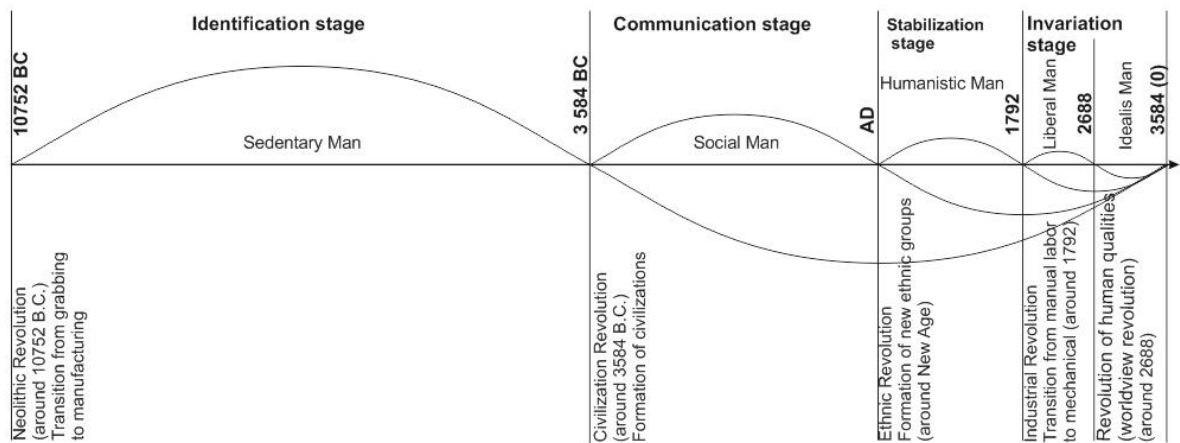 Identification stage
Communication stage
Stabilization
stage
Invariation
stage
10752 BC
3 584 BC
AD
Humanistic Man
1792
Liberal Man
2688
Idealis Man
3584 (0)
Sedentary Man
Social Man
Neolithic Revolution
(around 10752 B.C.)
Transition from grabbing
to manufacturing
Civilization Revolution
(around 3584 B.C.)
Formation of civilizations
Ethnic Revolution
Formation of new ethnic groups
(around New Age)
Industrial Revolution
Transition from manual labor
to mechanical (around 1792)
Revolution of human qualities
(worldview revolution)
(around 2688)